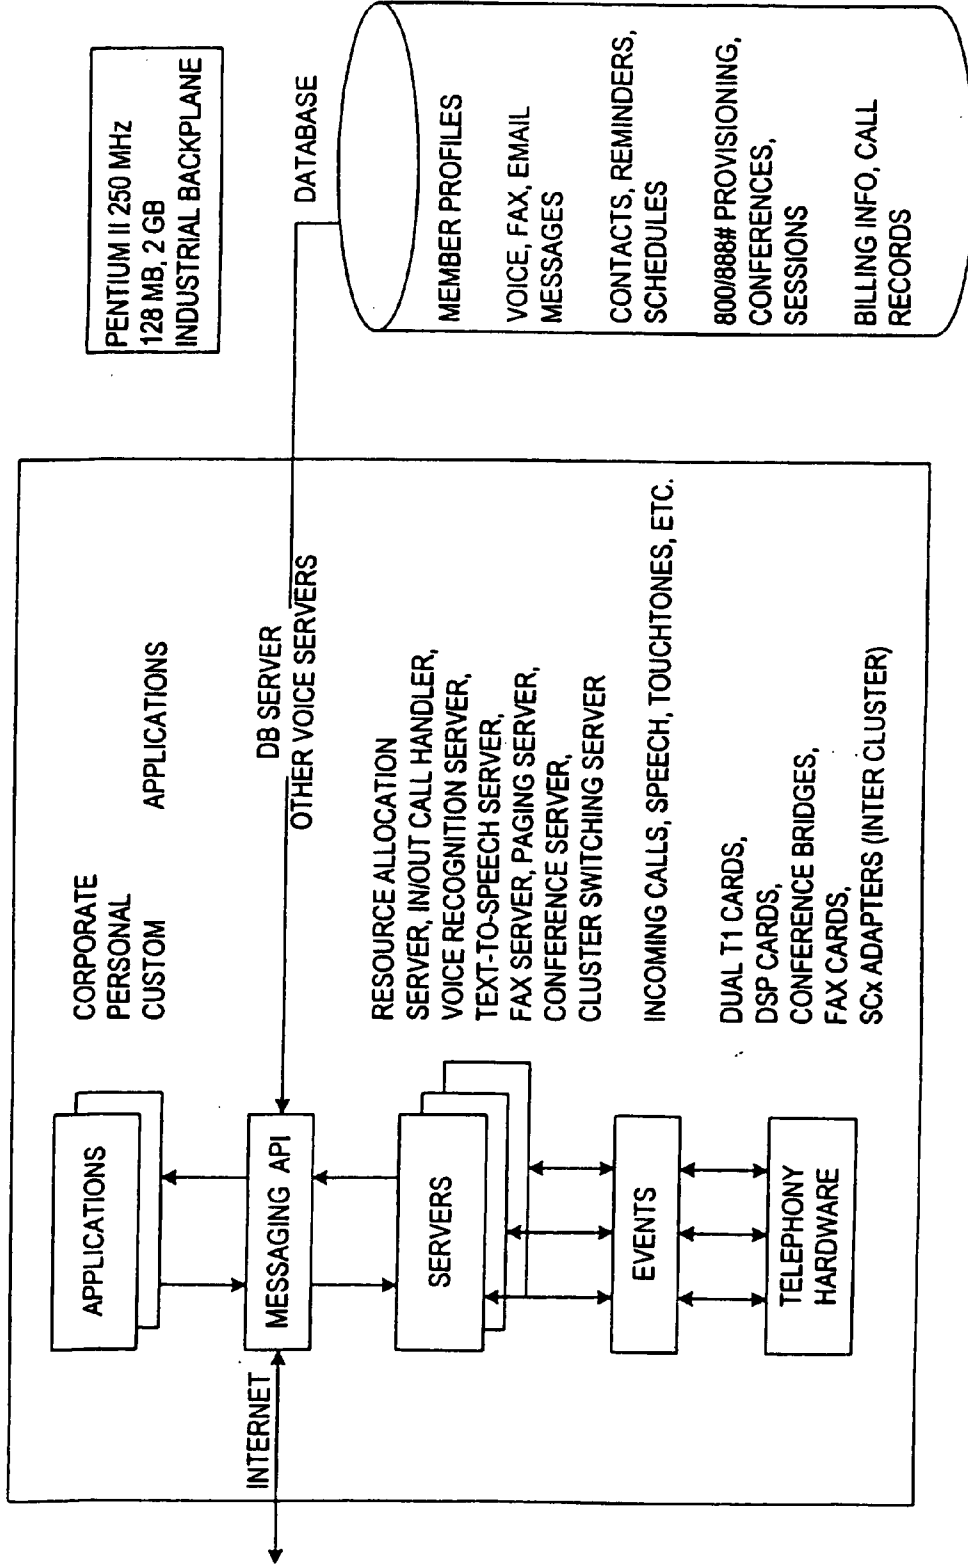 PENTIUM II 250 MHz
128 MB, 2 GB
INDUSTRIAL BACKPLANE
APPLICATIONS
CORPORATE
PERSONAL
CUSTOM
APPLICATIONS
INTERNET
MESSAGING API
DB SERVER
OTHER VOICE SERVERS
DATABASE
SERVERS
RESOURCE ALLOCATION
SERVER, IN/OUT CALL HANDLER,
VOICE RECOGNITION SERVER,
TEXT-TO-SPEECH SERVER,
FAX SERVER, PAGING SERVER,
CONFERENCE SERVER,
CLUSTER SWITCHING SERVER
EVENTS
INCOMING CALLS, SPEECH, TOUCHTONES, ETC.
TELEPHONY
HARDWARE
DUAL T1 CARDS,
DSP CARDS,
CONFERENCE BRIDGES,
FAX CARDS,
SCx ADAPTERS (INTER CLUSTER)
MEMBER PROFILES
VOICE, FAX, EMAIL
MESSAGES
CONTACTS, REMINDERS,
SCHEDULES
800/888# PROVISIONING,
CONFERENCES,
SESSIONS
BILLING INFO, CALL
RECORDS